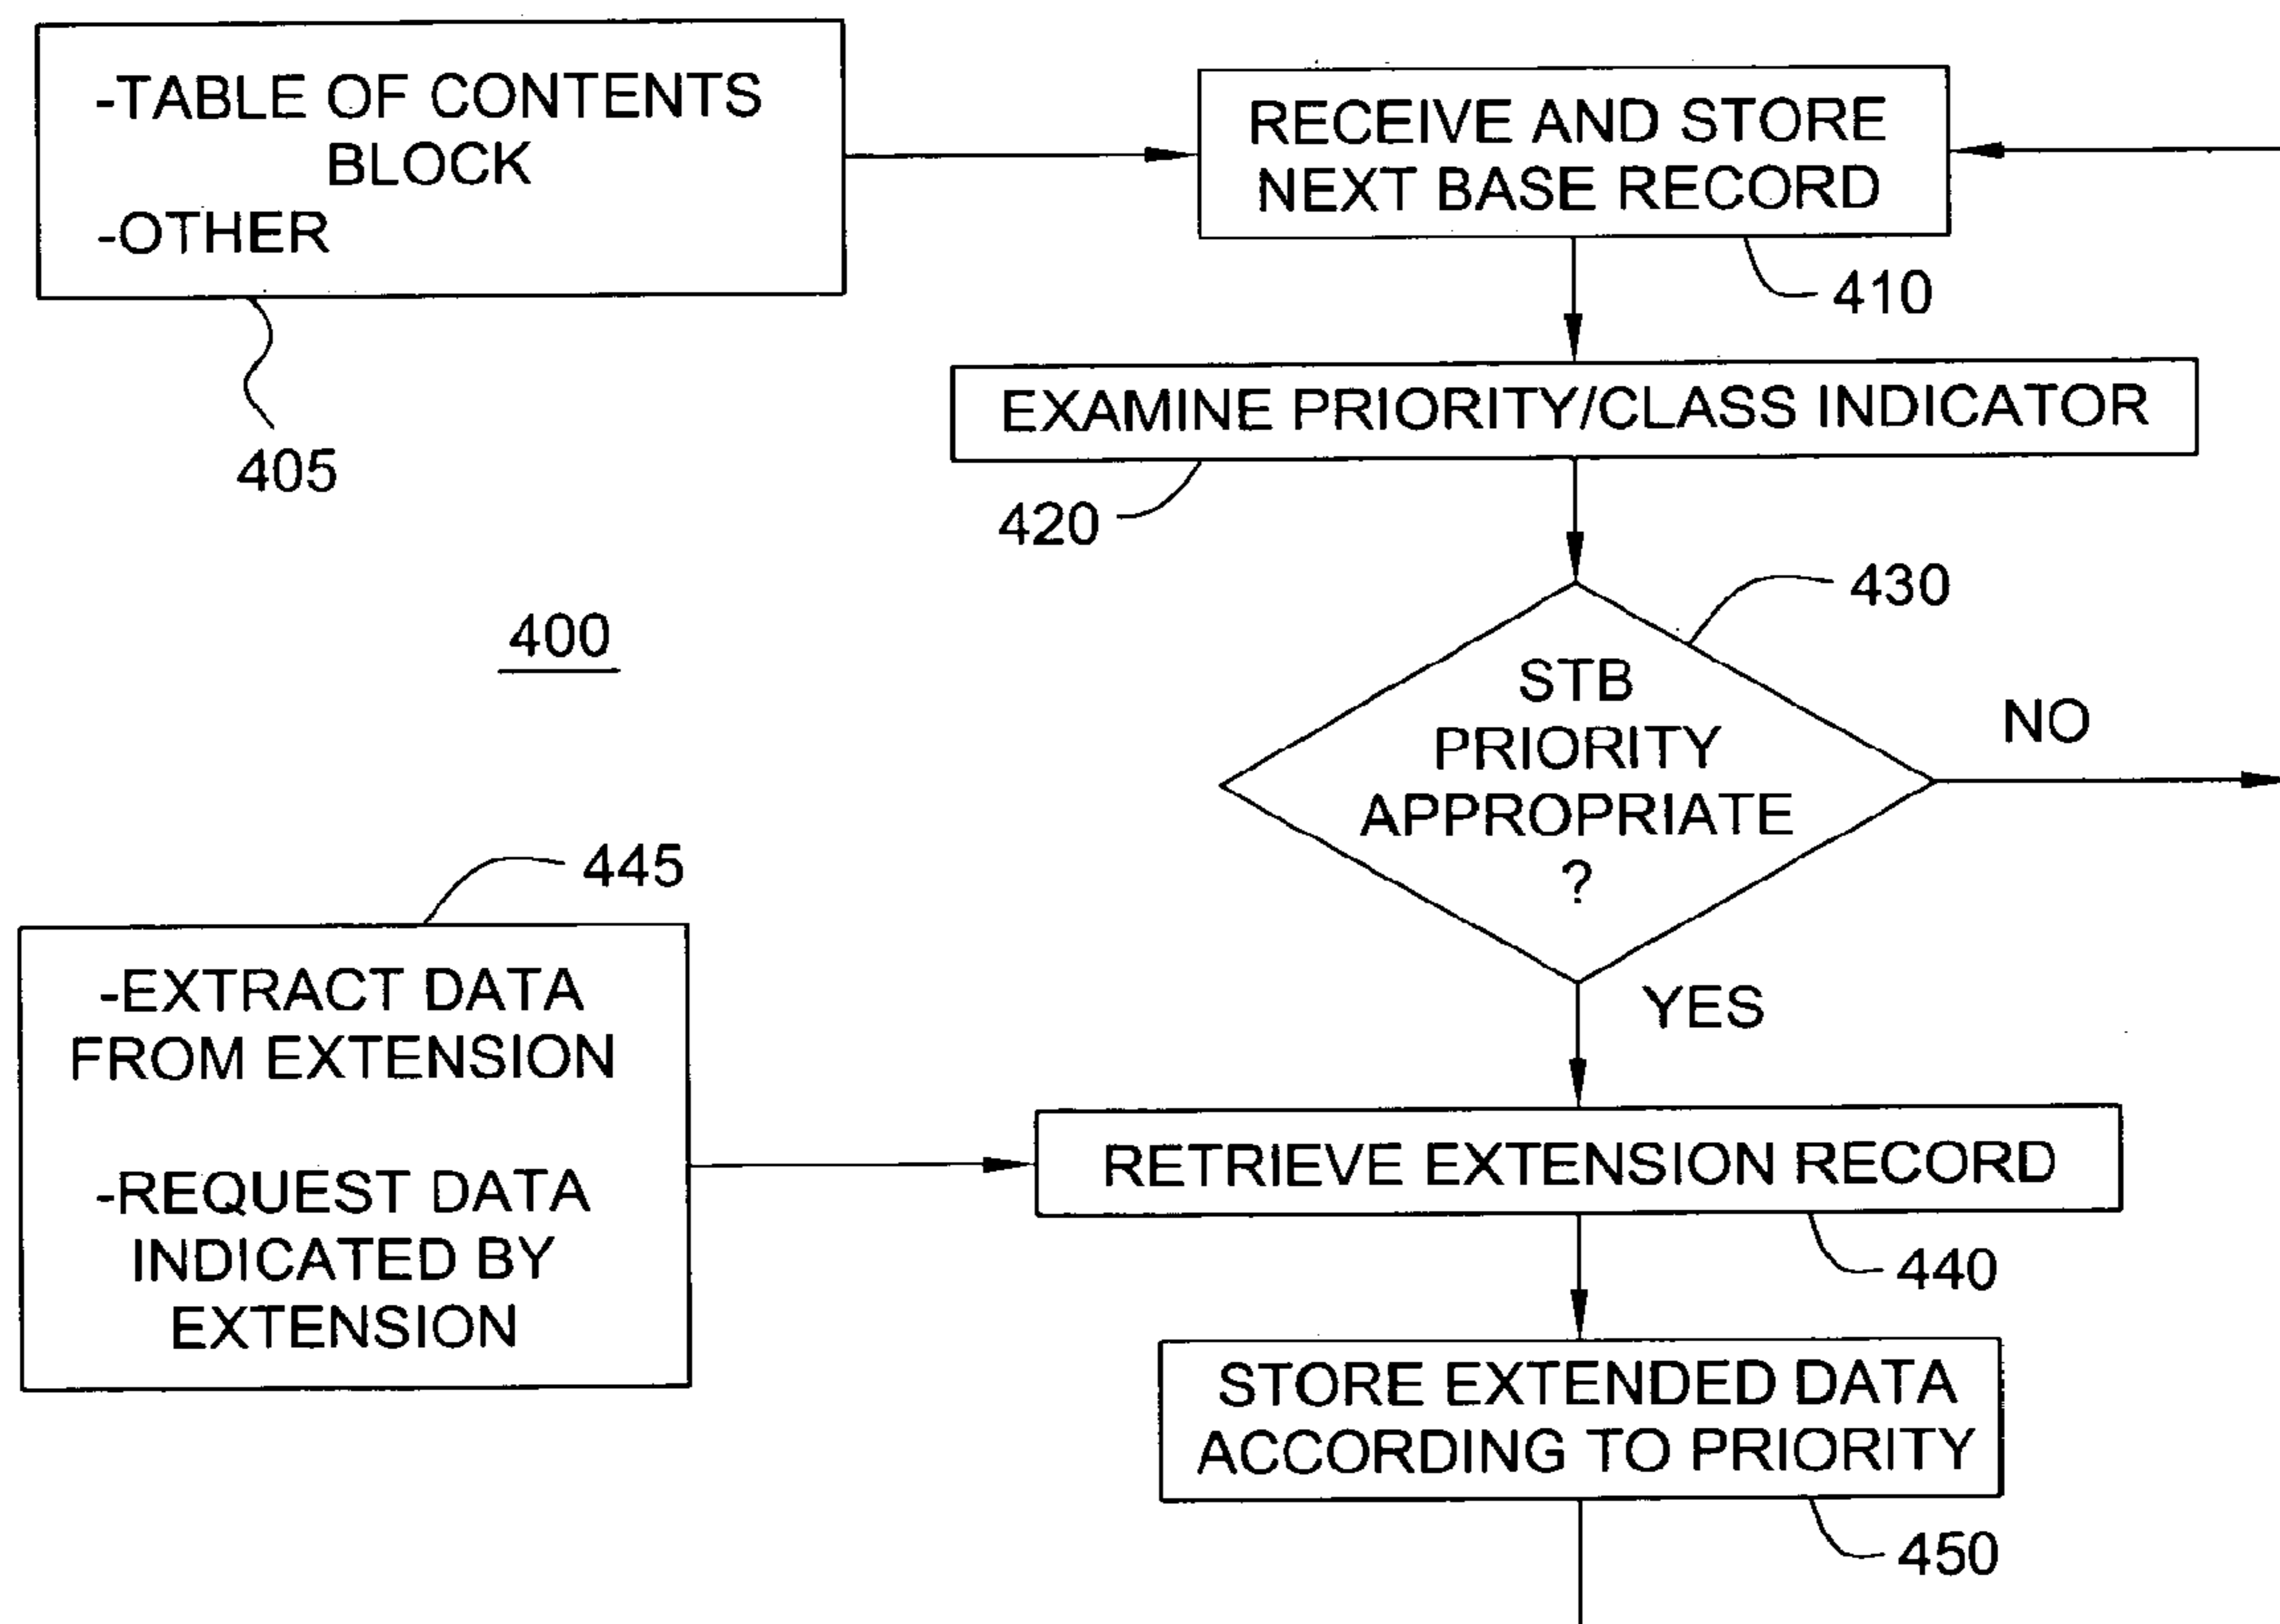 -TABLE OF CONTENTS
BLOCK
-OTHER
405
RECEIVE AND STORE
NEXT BASE RECORD
410
EXAMINE PRIORITY/CLASS INDICATOR
420
430
STB
PRIORITY
APPROPRIATE
?
NO
YES
400
445
-EXTRACT DATA
FROM EXTENSION
-REQUEST DATA
INDICATED BY
EXTENSION
RETRIEVE EXTENSION RECORD
440
STORE EXTENDED DATA
ACCORDING TO PRIORITY
450